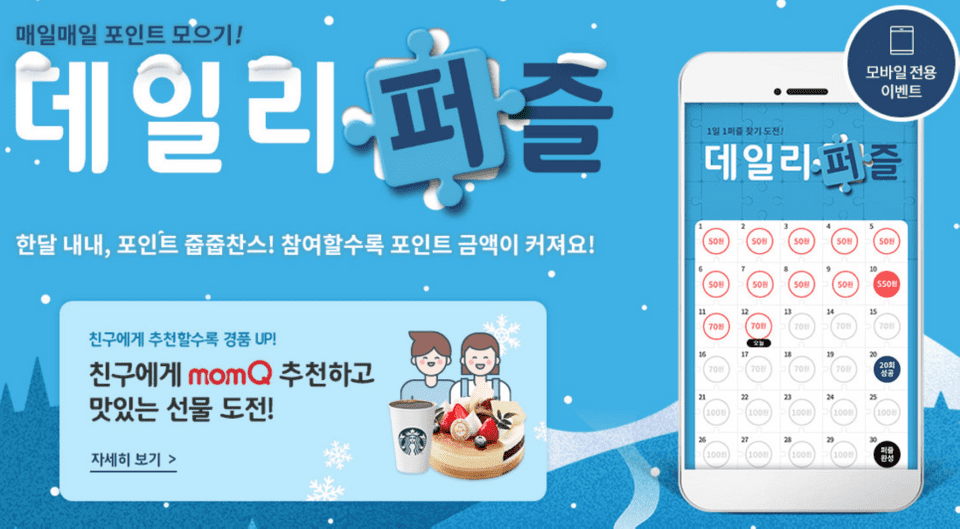 매일매일 포인트 모으기!
데일리퍼즐
한달 내내, 포인트 줍줍찬스! 참여할수록 포인트 금액이 커져요!
친구에게 추천할수록 경품 UP!
친구에게 momQ 추천하고
맛있는 선물 도전!
자세히 보기 >
모바일 전용
이벤트
1일 1퍼즐 찾기 도전!
데일리퍼즐
1 2 3 4 5
50원 50원 50원 50원 50원
6 7 8 9 10
50원 50원 50원 50원 550원
11 12 13 14 15
70원 70원 70원 70원 70원
오늘
16 17 18 19 20
70원 70원 70원 70원 20회
성공
21 22 23 24 25
100원 100원 100원 100원 100원
26 27 28 29 30
100원 100원 100원 100원 퍼즐
완성